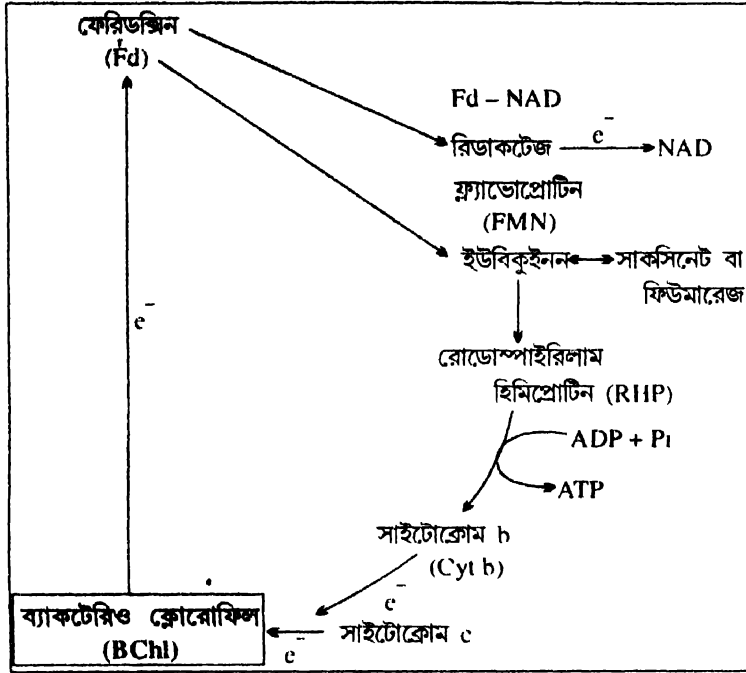 ফেরিডক্সিন
(Fd)
Fd – NAD
রিডাকটেজ e⁻ NAD
ফ্ল্যাভোপ্রোটিন
(FMN)
ইউবিকুইনন সাকসিনেট বা
ফিউমারেজ
e⁻
রোডোস্পাইরিলাম
হিমিপ্রোটিন (RHP)
ADP + Pi
ATP
সাইটোক্রোম b
(Cyt b)
e⁻
ব্যাকটেরিও ক্লোরোফিল
(BChl)
e⁻
সাইটোক্রোম c